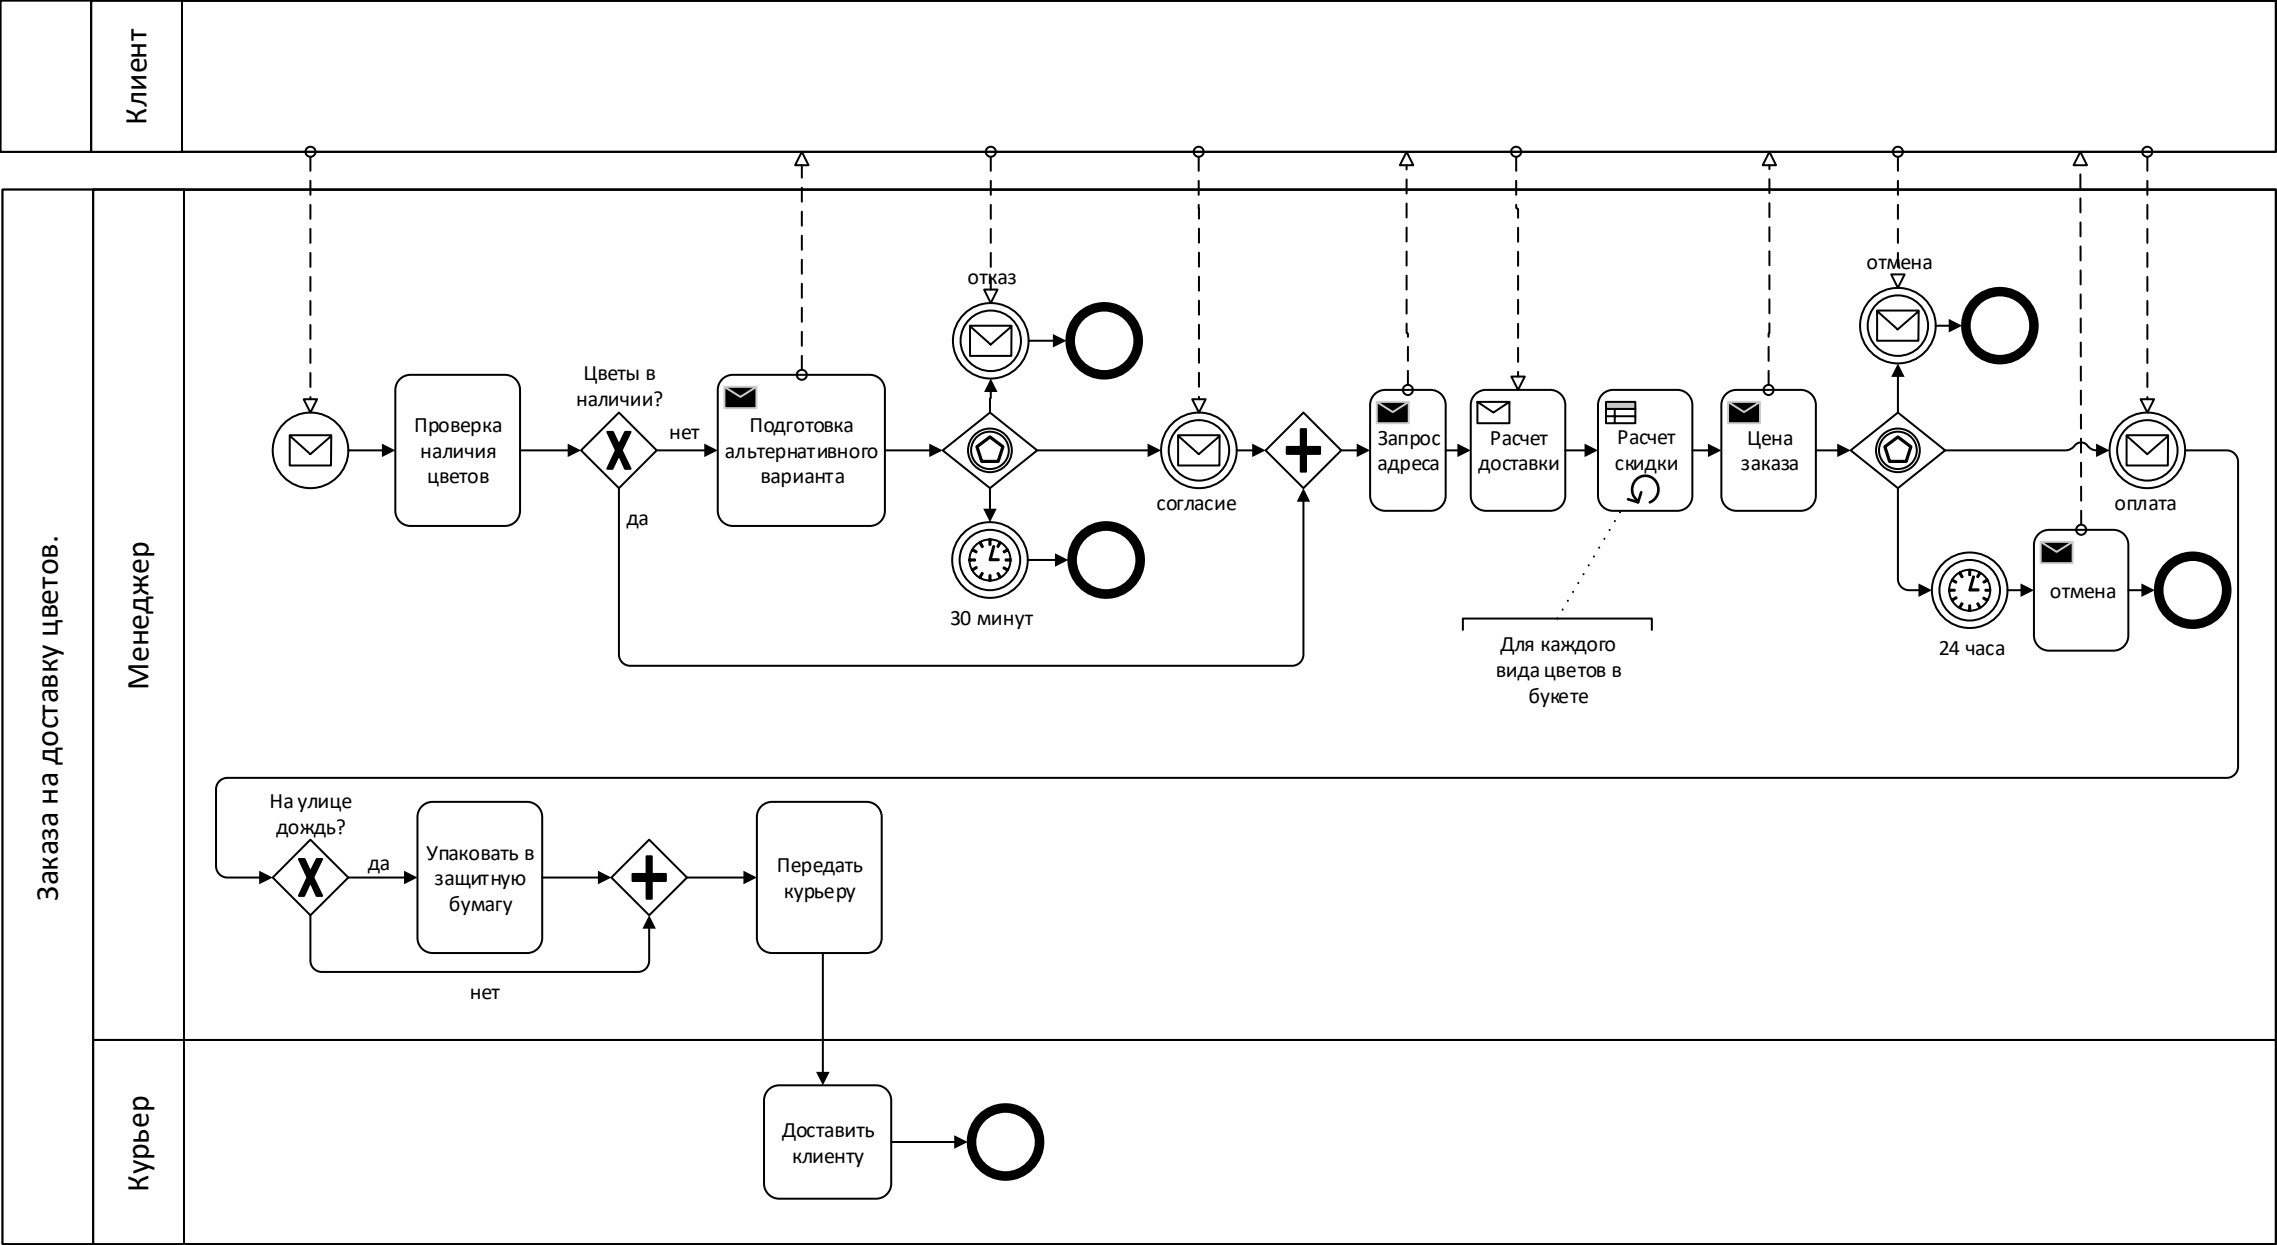 Клиент
Заказа на доставку цветов.
Менеджер
Курьер
Проверка
наличия
цветов
Цветы в
наличии?
нет
да
Подготовка
альтернативного
варианта
отказ
30 минут
согласие
Запрос
адреса
Расчет
доставки
Расчет
скидки
Для каждого
вида цветов в
букете
Цена
заказа
отмена
оплата
24 часа
отмена
На улице
дождь?
да
нет
Упаковать в
защитную
бумагу
Передать
курьеру
Доставить
клиенту